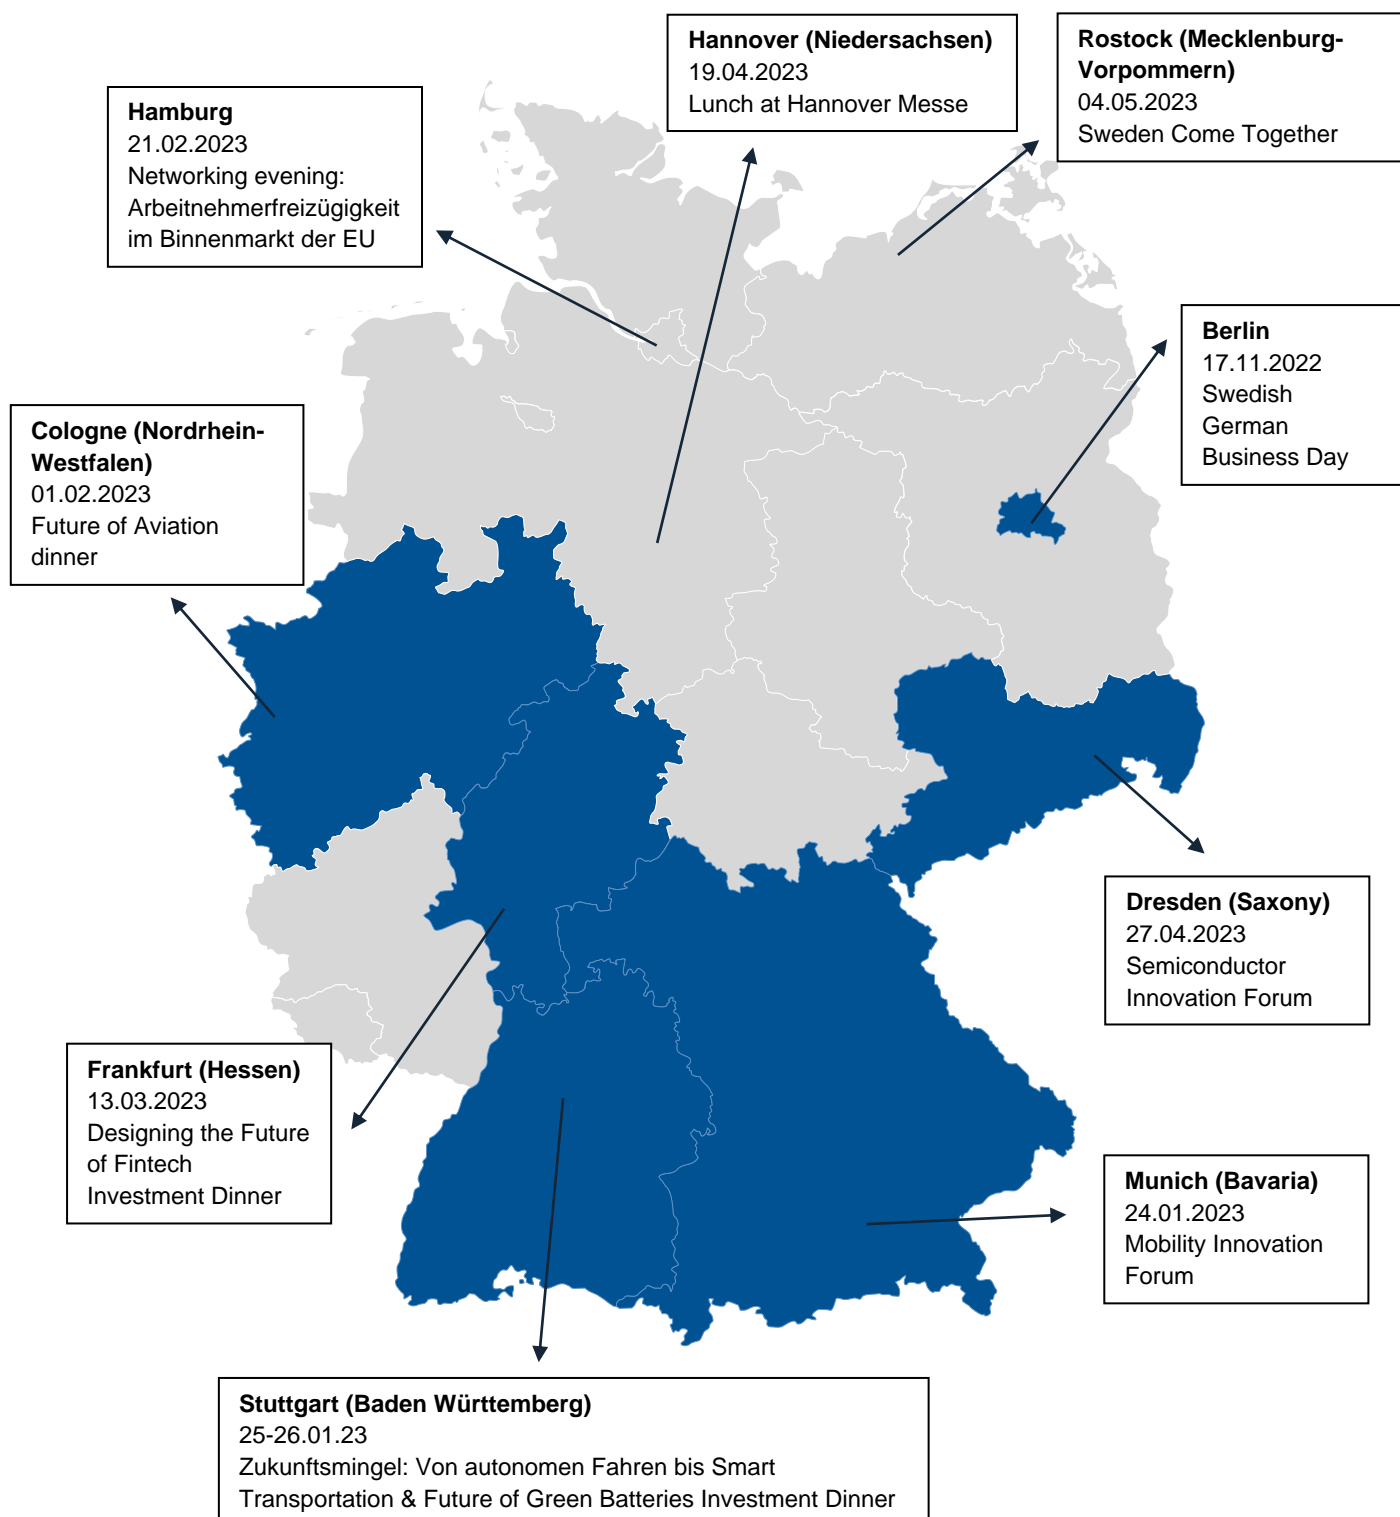 Hannover (Niedersachsen)
19.04.2023
Lunch at Hannover Messe
Rostock (Mecklenburg-
Vorpommern)
04.05.2023
Sweden Come Together
Hamburg
21.02.2023
Networking evening:
Arbeitnehmerfreizügigkeit
im Binnenmarkt der EU
Berlin
17.11.2022
Swedish
German
Business Day
Cologne (Nordrhein-
Westfalen)
01.02.2023
Future of Aviation
dinner
Dresden (Saxony)
27.04.2023
Semiconductor
Innovation Forum
Frankfurt (Hessen)
13.03.2023
Designing the Future
of Fintech
Investment Dinner
Munich (Bavaria)
24.01.2023
Mobility Innovation
Forum
Stuttgart (Baden Württemberg)
25-26.01.23
Zukunftsmingel: Von autonomen Fahren bis Smart
Transportation & Future of Green Batteries Investment Dinner